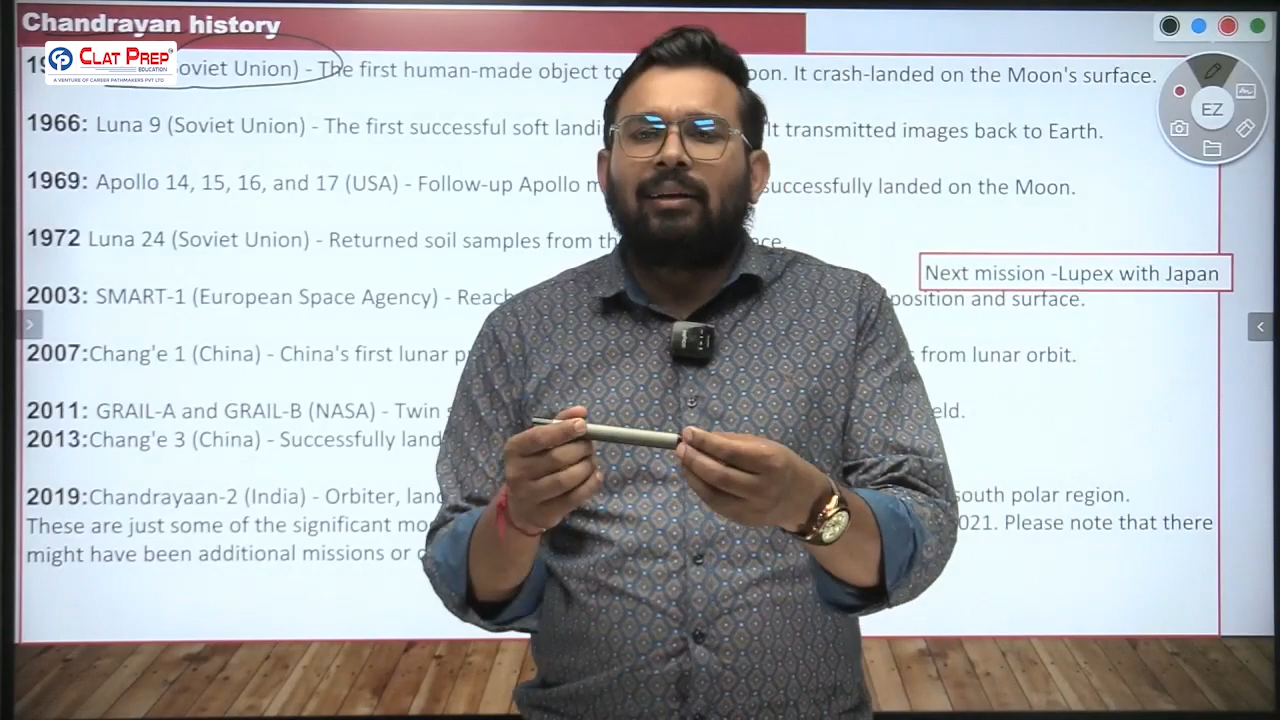 Chandrayan history
CLAT PREP
EDUCATION
A VENTURE OF CAREER PATHMAKERS PVT LTD
oviet Union) - The first human-made object to oon. It crash-landed on the Moon's surface.
1966: Luna 9 (Soviet Union) - The first successful soft landi It transmitted images back to Earth.
1969: Apollo 14, 15, 16, and 17 (USA) - Follow-up Apollo m successfully landed on the Moon.
1972 Luna 24 (Soviet Union) - Returned soil samples from th ace.
Next mission -Lupex with Japan
2003: SMART-1 (European Space Agency) - Reach position and surface.
2007:Chang'e 1 (China) - China's first lunar p s from lunar orbit.
2011: GRAIL-A and GRAIL-B (NASA) - Twin eld.
2013:Chang'e 3 (China) - Successfully land
2019:Chandrayaan-2 (India) - Orbiter, land south polar region.
These are just some of the significant mo 021. Please note that there
might have been additional missions or
EZ